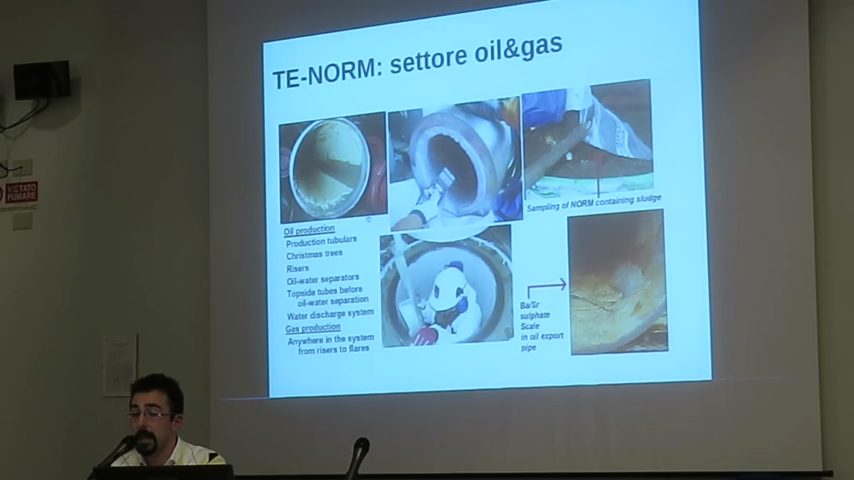 TE-NORM: settore oil&gas
Sampling of NORM containing sludge
Oil production
Production tubulars
Christmas trees
Risers
Oil-water separators
Topside tubes before
oil-water separation
Water discharge system
Gas production
Anywhere in the system
from risers to flares
Ba/Sr
sulphate
Scale
in oil export
pipe
VIETATO
FUMARE